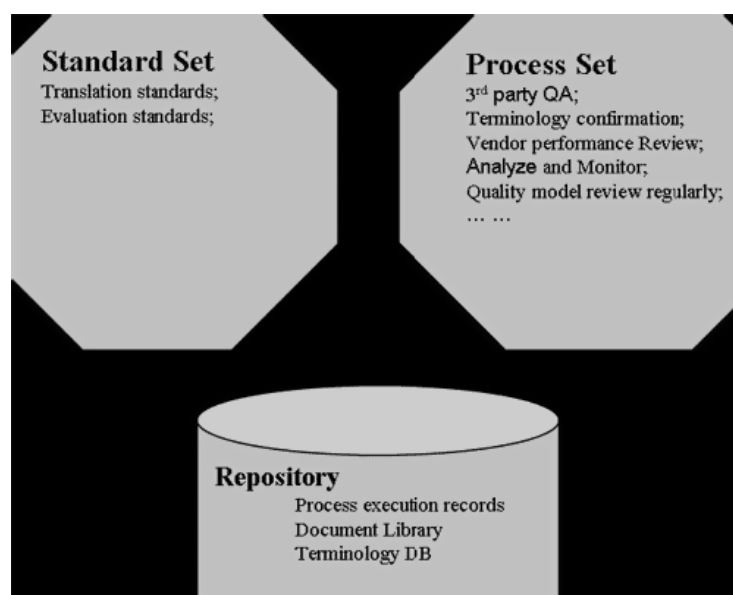 Standard Set
Translation standards;
Evaluation standards;
Process Set
3rd party QA;
Terminology confirmation;
Vendor performance Review;
Analyze and Monitor;
Quality model review regularly;
... ...
Repository
Process execution records
Document Library
Terminology DB